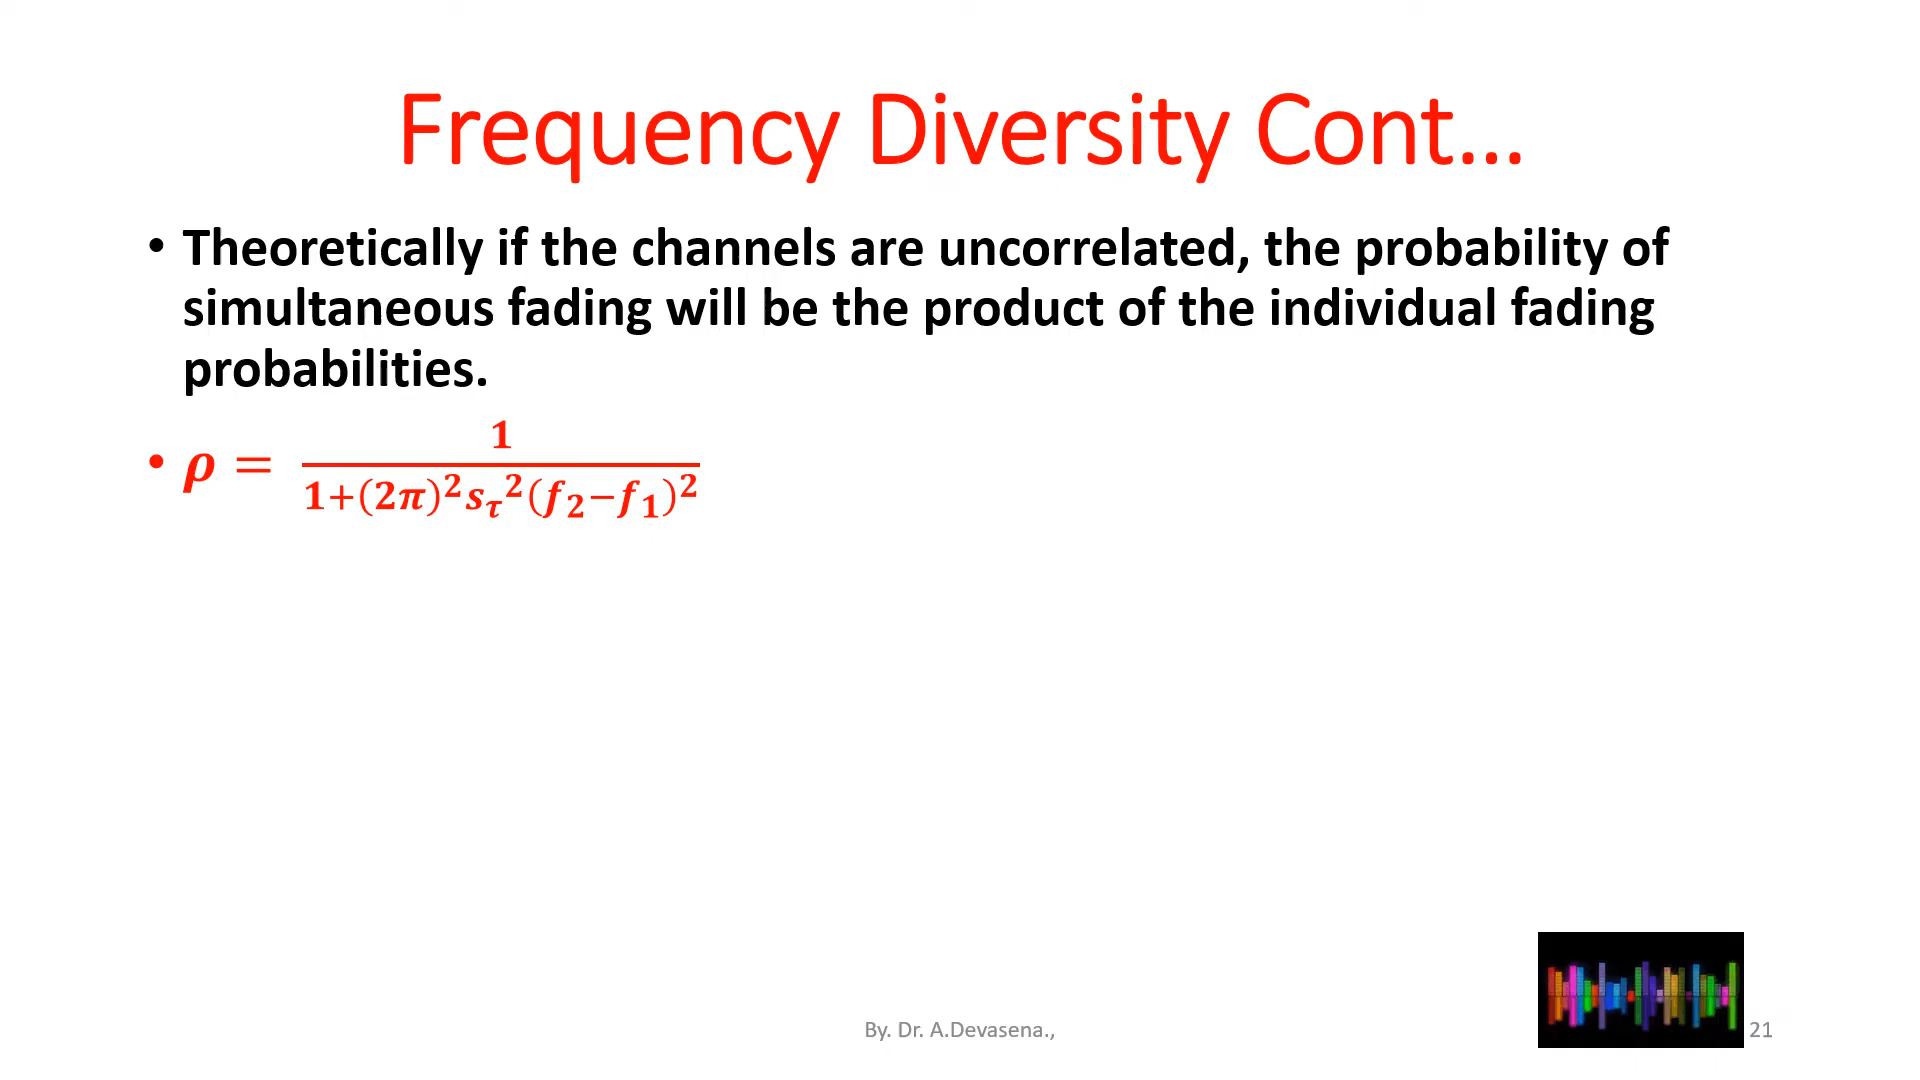 Frequency Diversity Cont...
• Theoretically if the channels are uncorrelated, the probability of
simultaneous fading will be the product of the individual fading
probabilities.
• ρ = 1 / (1+(2π)²s_τ²(f₂−f₁)²)
By. Dr. A.Devasena.,
21